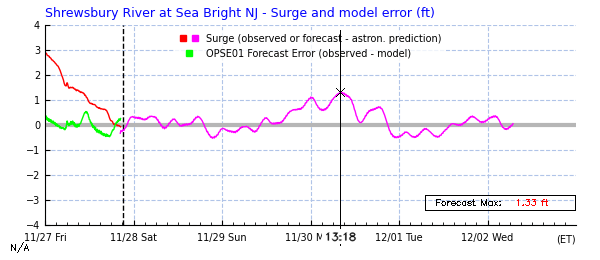 Shrewsbury River at Sea Bright NJ - Surge and model error (ft)
Surge (observed or forecast - astron. prediction)
OPSE01 Forecast Error (observed - model)
4
3
2
1
0
−1
−2
−3
−4
Forecast Max: 1.33 ft
11/27 Fri 11/28 Sat 11/29 Sun 11/30 13:18 12/01 Tue 12/02 Wed (ET)
N/A